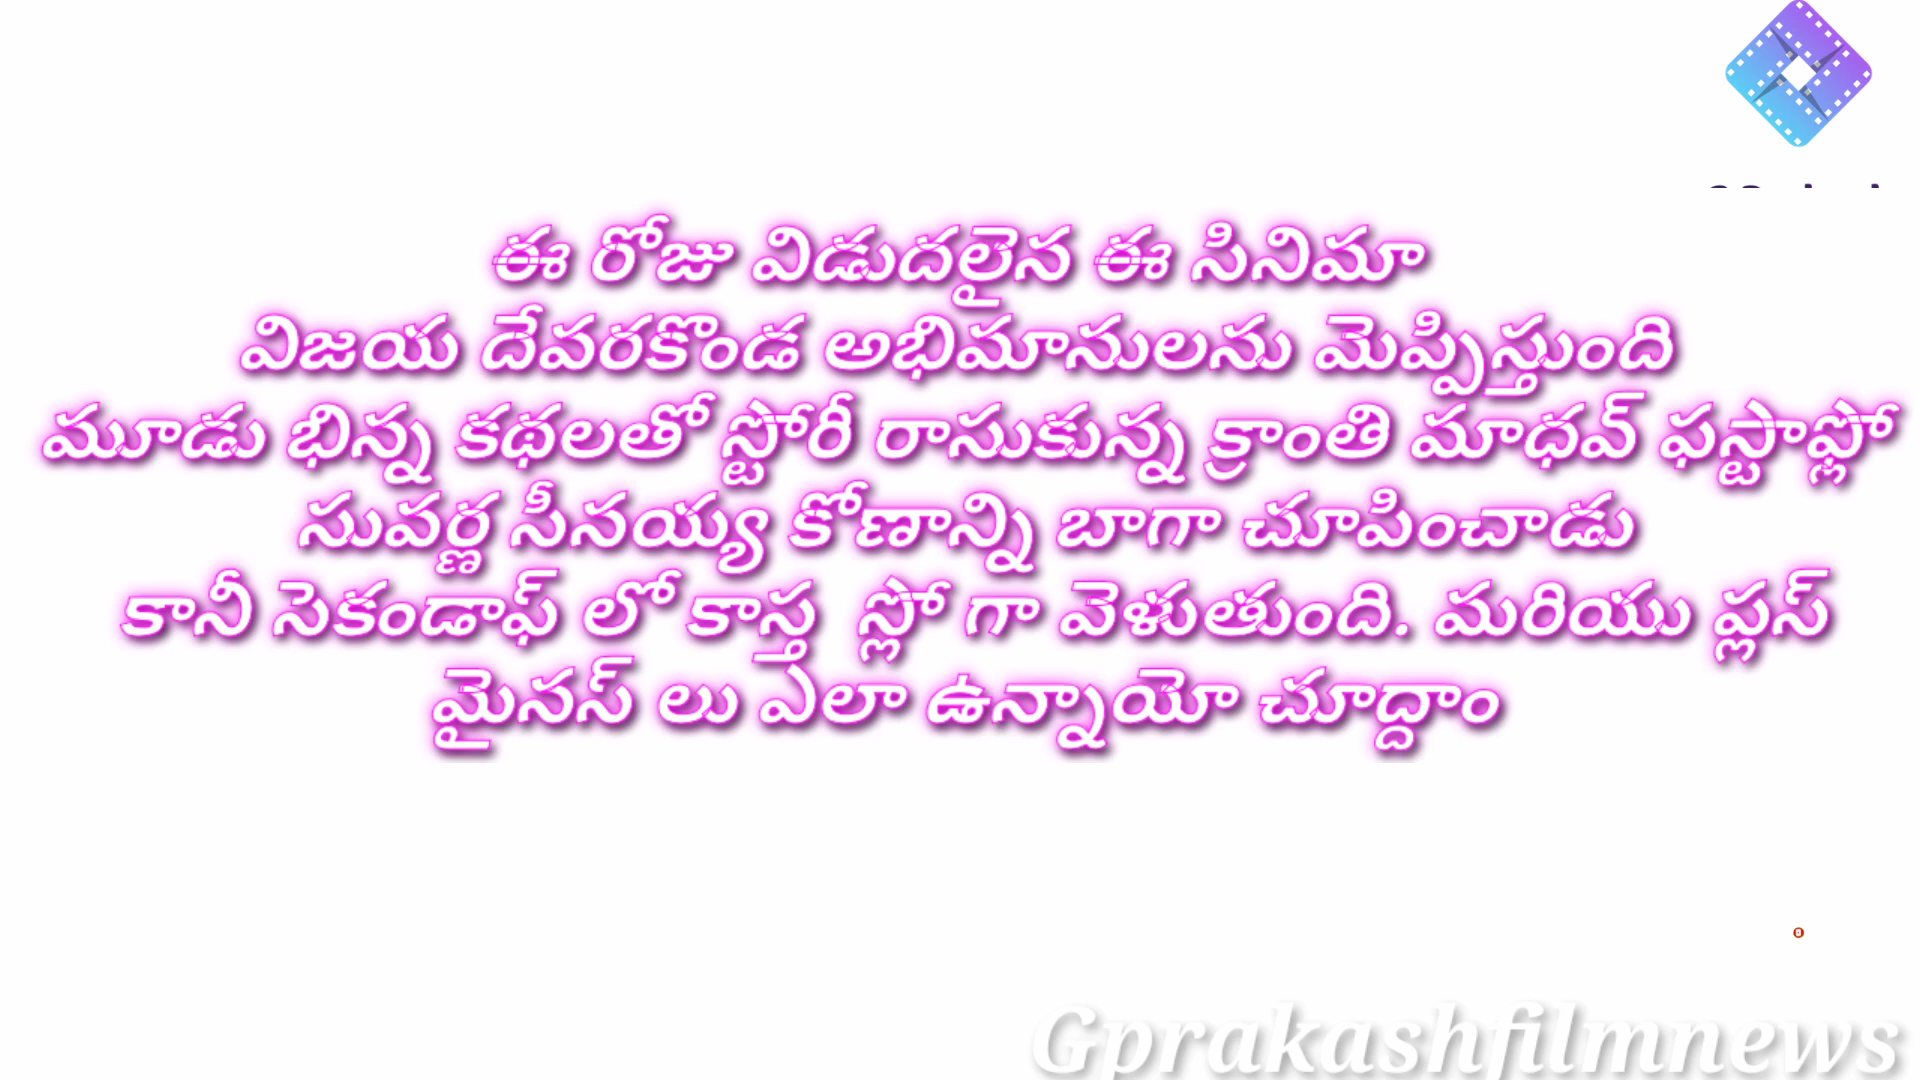 ఈ రోజు విడుదలైన ఈ సినిమా
విజయ దేవరకొండ అభిమానులను మెప్పిస్తుంది
మూడు భిన్న కథలతో స్టోరీ రాసుకున్న క్రాంతి మాధవ్ ఫస్టాఫ్లో
సువర్ణ సీనయ్య కోణాన్ని బాగా చూపించాడు
కానీ సెకండాఫ్ లో కాస్త స్లో గా వెళుతుంది. మరియు ప్లస్
మైనస్ లు ఎలా ఉన్నాయో చూద్దాం
Gprakashfilmnews